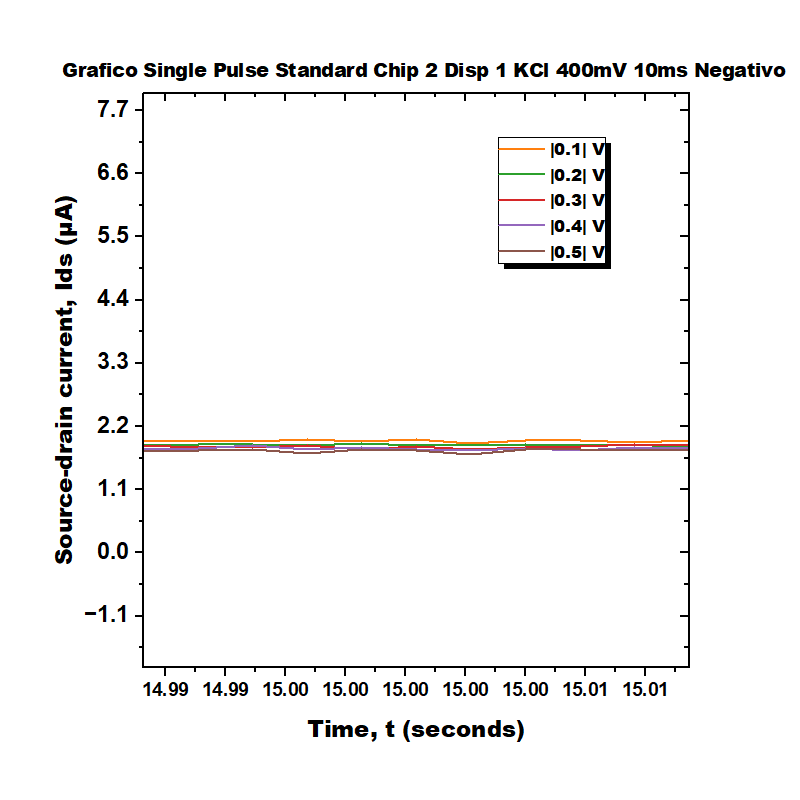 Grafico Single Pulse Standard Chip 2 Disp 1 KCl 400mV 10ms Negativo
7.7
6.6
5.5
4.4
3.3
2.2
1.1
0.0
−1.1
Source-drain current, Ids (µA)
|0.1| V
|0.2| V
|0.3| V
|0.4| V
|0.5| V
14.99 14.99 15.00 15.00 15.00 15.00 15.00 15.01 15.01
Time, t (seconds)